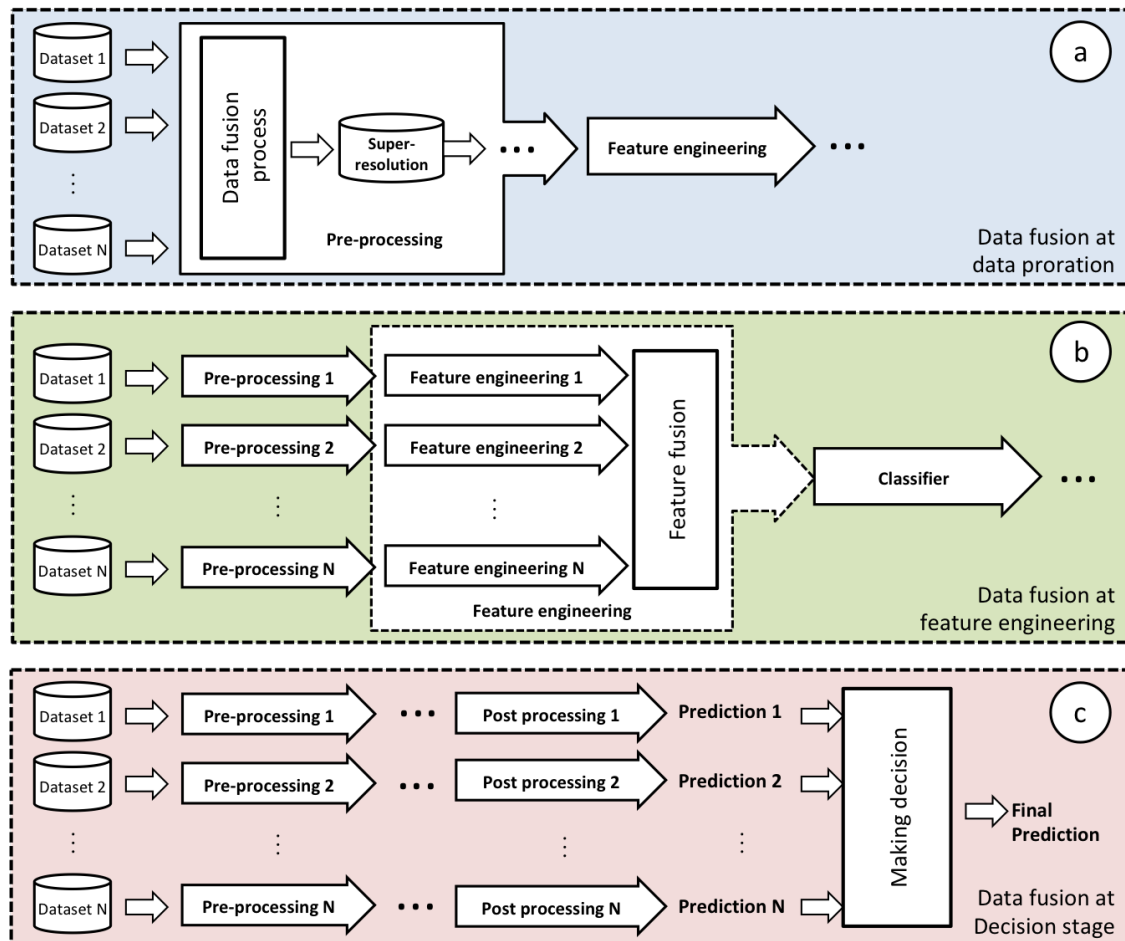 a
Dataset 1
Dataset 2
⋮
Dataset N
Data fusion
process
Super-
resolution
•••
Pre-processing
Feature engineering
•••
Data fusion at
data proration
b
Dataset 1
Pre-processing 1
Feature engineering 1
Dataset 2
Pre-processing 2
Feature engineering 2
⋮
⋮
⋮
Dataset N
Pre-processing N
Feature engineering N
Feature engineering
Feature fusion
Classifier
•••
Data fusion at
feature engineering
c
Dataset 1
Pre-processing 1
•••
Post processing 1
Prediction 1
Dataset 2
Pre-processing 2
•••
Post processing 2
Prediction 2
⋮
⋮
⋮
⋮
Dataset N
Pre-processing N
•••
Post processing N
Prediction N
Making decision
Final
Prediction
Data fusion at
Decision stage